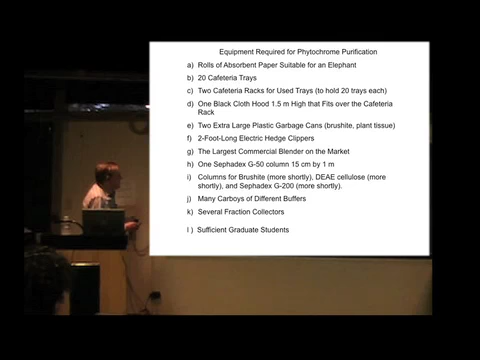 Equipment Required for Phytochrome Purification
a) Rolls of Absorbent Paper Suitable for an Elephant
b) 20 Cafeteria Trays
c) Two Cafeteria Racks for Used Trays (to hold 20 trays each)
d) One Black Cloth Hood 1.5 m High that Fits over the Cafeteria
Rack
e) Two Extra Large Plastic Garbage Cans (brushite, plant tissue)
f) 2-Foot-Long Electric Hedge Clippers
g) The Largest Commercial Blender on the Market
h) One Sephadex G-50 column 15 cm by 1 m
i) Columns for Brushite (more shortly), DEAE cellulose (more
shortly), and Sephadex G-200 (more shortly).
j) Many Carboys of Different Buffers
k) Several Fraction Collectors
l ) Sufficient Graduate Students